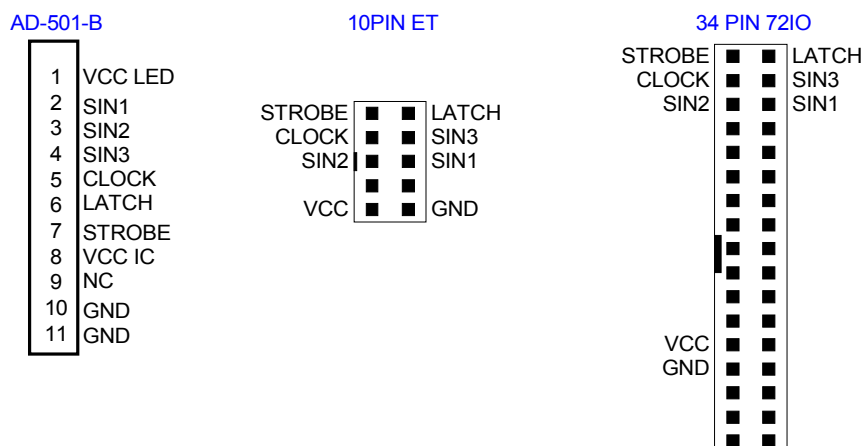 AD-501-B
1 VCC LED
2 SIN1
3 SIN2
4 SIN3
5 CLOCK
6 LATCH
7 STROBE
8 VCC IC
9 NC
10 GND
11 GND
10PIN ET
STROBE LATCH
CLOCK SIN3
SIN2 SIN1
VCC GND
34 PIN 72IO
STROBE LATCH
CLOCK SIN3
SIN2 SIN1
VCC
GND